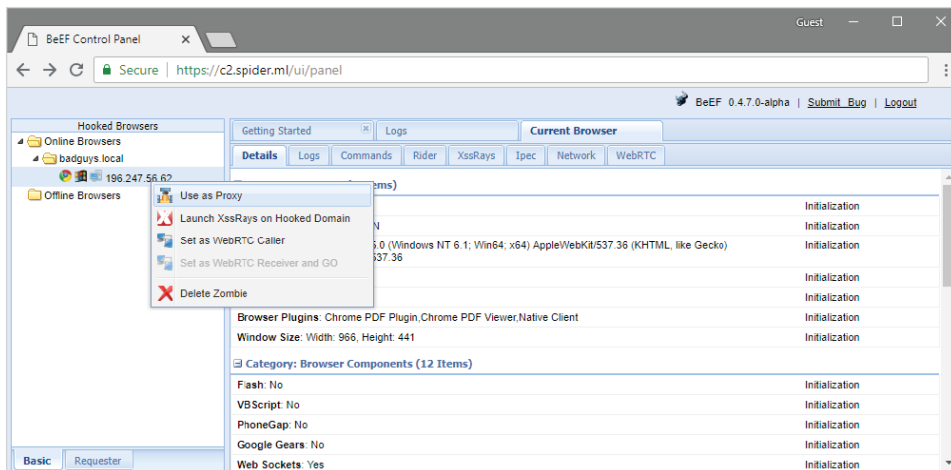 Guest
BeEF Control Panel
Secure | https://c2.spider.ml/ui/panel
BeEF 0.4.7.0-alpha | Submit Bug | Logout
Hooked Browsers
Getting Started Logs Current Browser
Online Browsers
Details Logs Commands Rider XssRays Ipec Network WebRTC
badguys.local
196.247.56.62
ems)
Offline Browsers
Use as Proxy
Initialization
Launch XssRays on Hooked Domain
N Initialization
Set as WebRTC Caller
5.0 (Windows NT 6.1; Win64; x64) AppleWebKit/537.36 (KHTML, like Gecko) Initialization
537.36
Set as WebRTC Receiver and GO
Initialization
Delete Zombie
Initialization
Browser Plugins: Chrome PDF Plugin,Chrome PDF Viewer,Native Client Initialization
Window Size: Width: 966, Height: 441 Initialization
Category: Browser Components (12 Items)
Flash: No Initialization
VBScript: No Initialization
PhoneGap: No Initialization
Google Gears: No Initialization
Web Sockets: Yes Initialization
Basic Requester